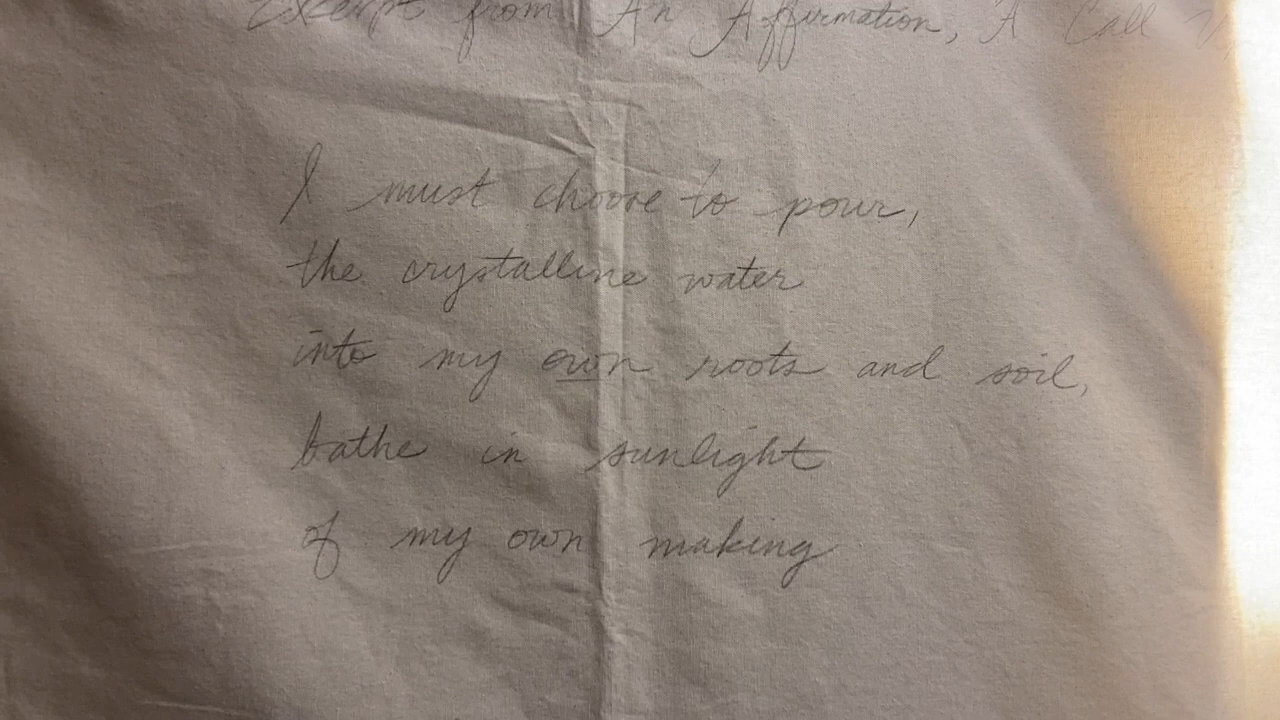 Excerpt from An Affirmation, A Call
I must choose to pour,
the crystalline water
into my own roots and soil,
bathe in sunlight
of my own making